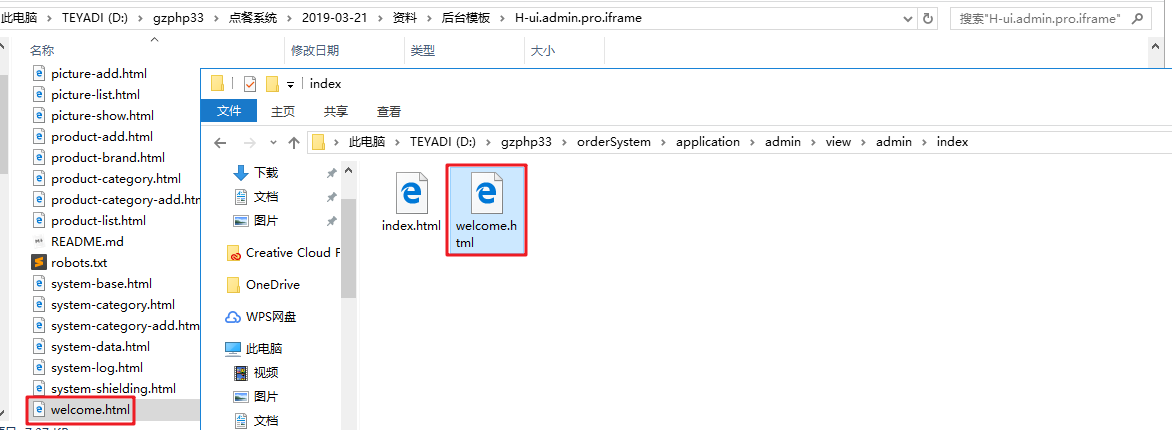 此电脑 > TEYADI (D:) > gzphp33 > 点餐系统 > 2019-03-21 > 资料 > 后台模板 > H-ui.admin.pro.iframe
搜索"H-ui.admin.pro.iframe"
名称 修改日期 类型 大小
picture-add.html
picture-list.html
picture-show.html
product-add.html
product-brand.html
product-category.html
product-category-add.htm
product-list.html
README.md
robots.txt
system-base.html
system-category.html
system-category-add.htm
system-data.html
system-log.html
system-shielding.html
welcome.html
index
文件 主页 共享 查看
此电脑 > TEYADI (D:) > gzphp33 > orderSystem > application > admin > view > admin > index
下载
文档
图片
Creative Cloud F
OneDrive
WPS网盘
此电脑
视频
图片
文档
index.html
welcome.h
tml